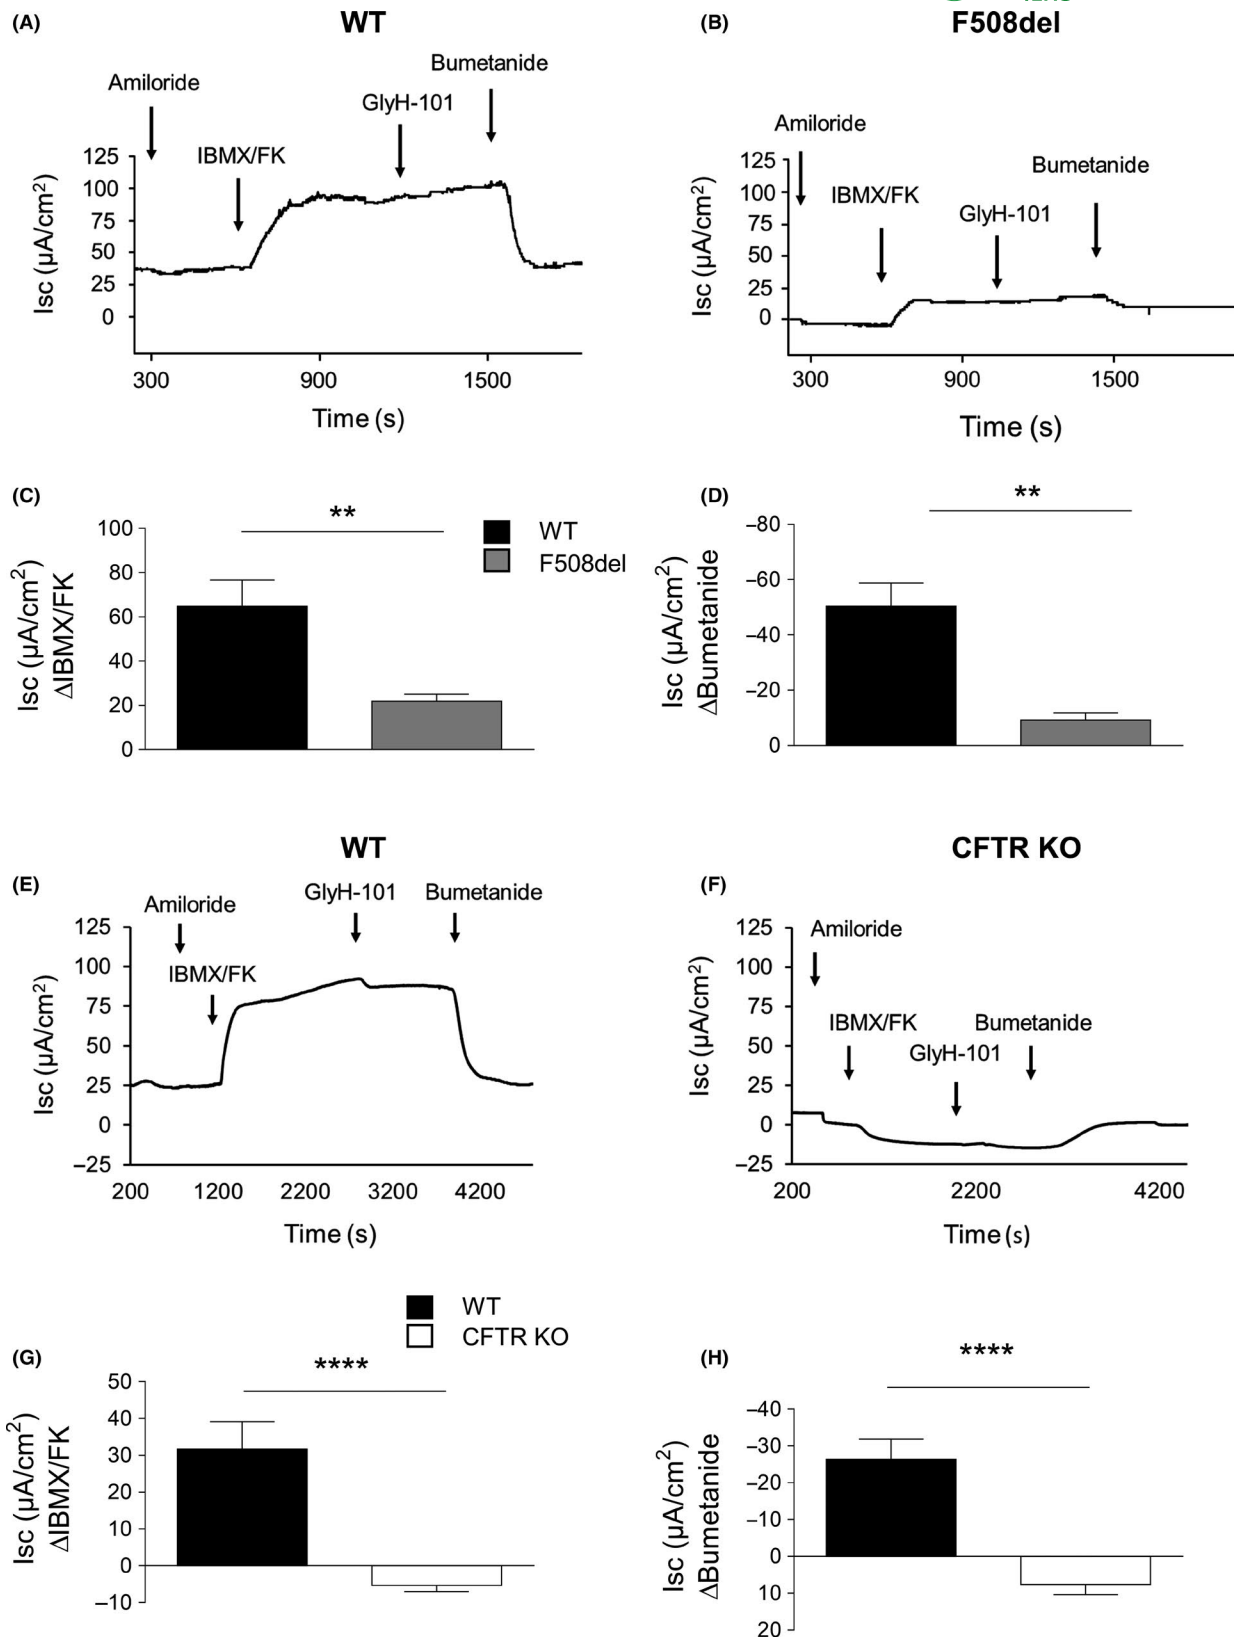 (A)
WT
(B)
F508del
Amiloride
IBMX/FK
GlyH-101
Bumetanide
Isc (µA/cm²)
125
100
75
50
25
0
300
900
1500
Time (s)
Amiloride
IBMX/FK
GlyH-101
Bumetanide
Isc (µA/cm²)
125
100
75
50
25
0
300
900
1500
Time (s)
(C)
**
WT
F508del
Isc (µA/cm²)
ΔIBMX/FK
100
80
60
40
20
0
(D)
**
Isc (µA/cm²)
ΔBumetanide
–80
–60
–40
–20
0
WT
CFTR KO
(E)
Amiloride
IBMX/FK
GlyH-101
Bumetanide
Isc (µA/cm²)
125
100
75
50
25
0
–25
200
1200
2200
3200
4200
Time (s)
(F)
Amiloride
IBMX/FK
GlyH-101
Bumetanide
Isc (µA/cm²)
125
100
75
50
25
0
–25
200
2200
4200
Time (s)
WT
CFTR KO
(G)
****
Isc (µA/cm²)
ΔIBMX/FK
50
40
30
20
10
0
–10
(H)
****
Isc (µA/cm²)
ΔBumetanide
–40
–30
–20
–10
0
10
20